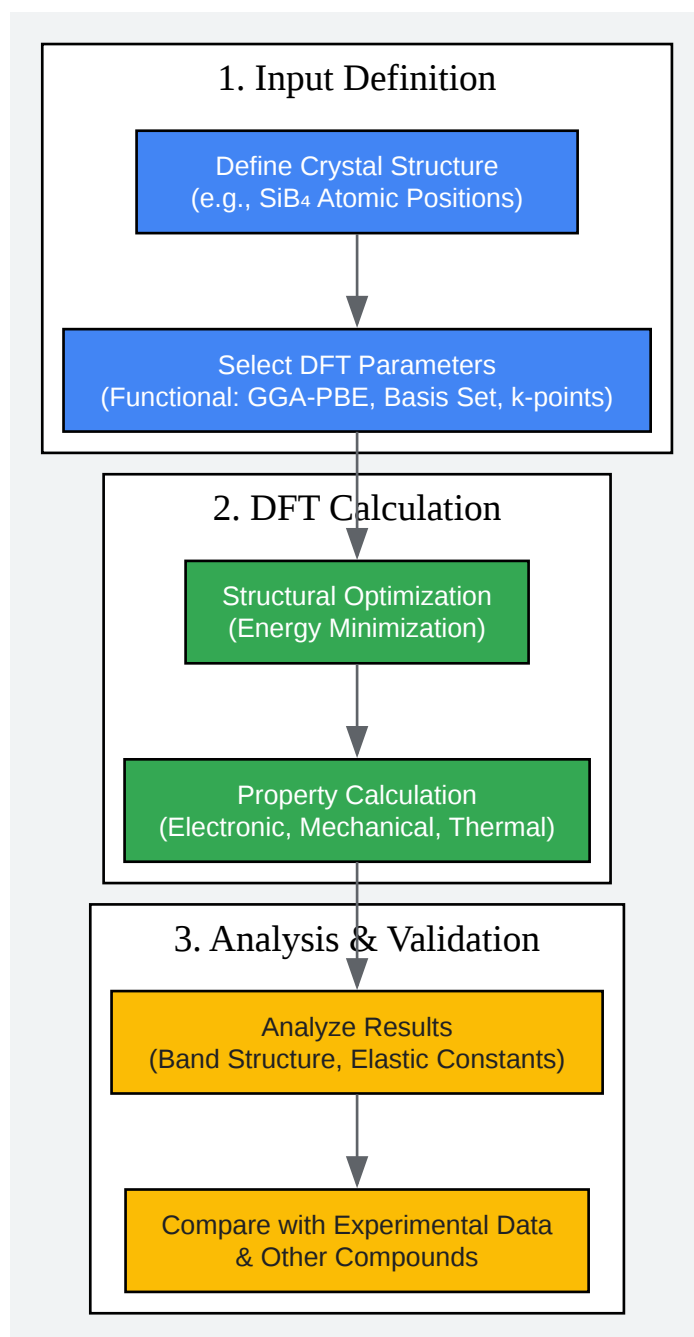 1. Input Definition
Define Crystal Structure
(e.g., SiB₄ Atomic Positions)
Select DFT Parameters
(Functional: GGA-PBE, Basis Set, k-points)
2. DFT Calculation
Structural Optimization
(Energy Minimization)
Property Calculation
(Electronic, Mechanical, Thermal)
3. Analysis & Validation
Analyze Results
(Band Structure, Elastic Constants)
Compare with Experimental Data
& Other Compounds